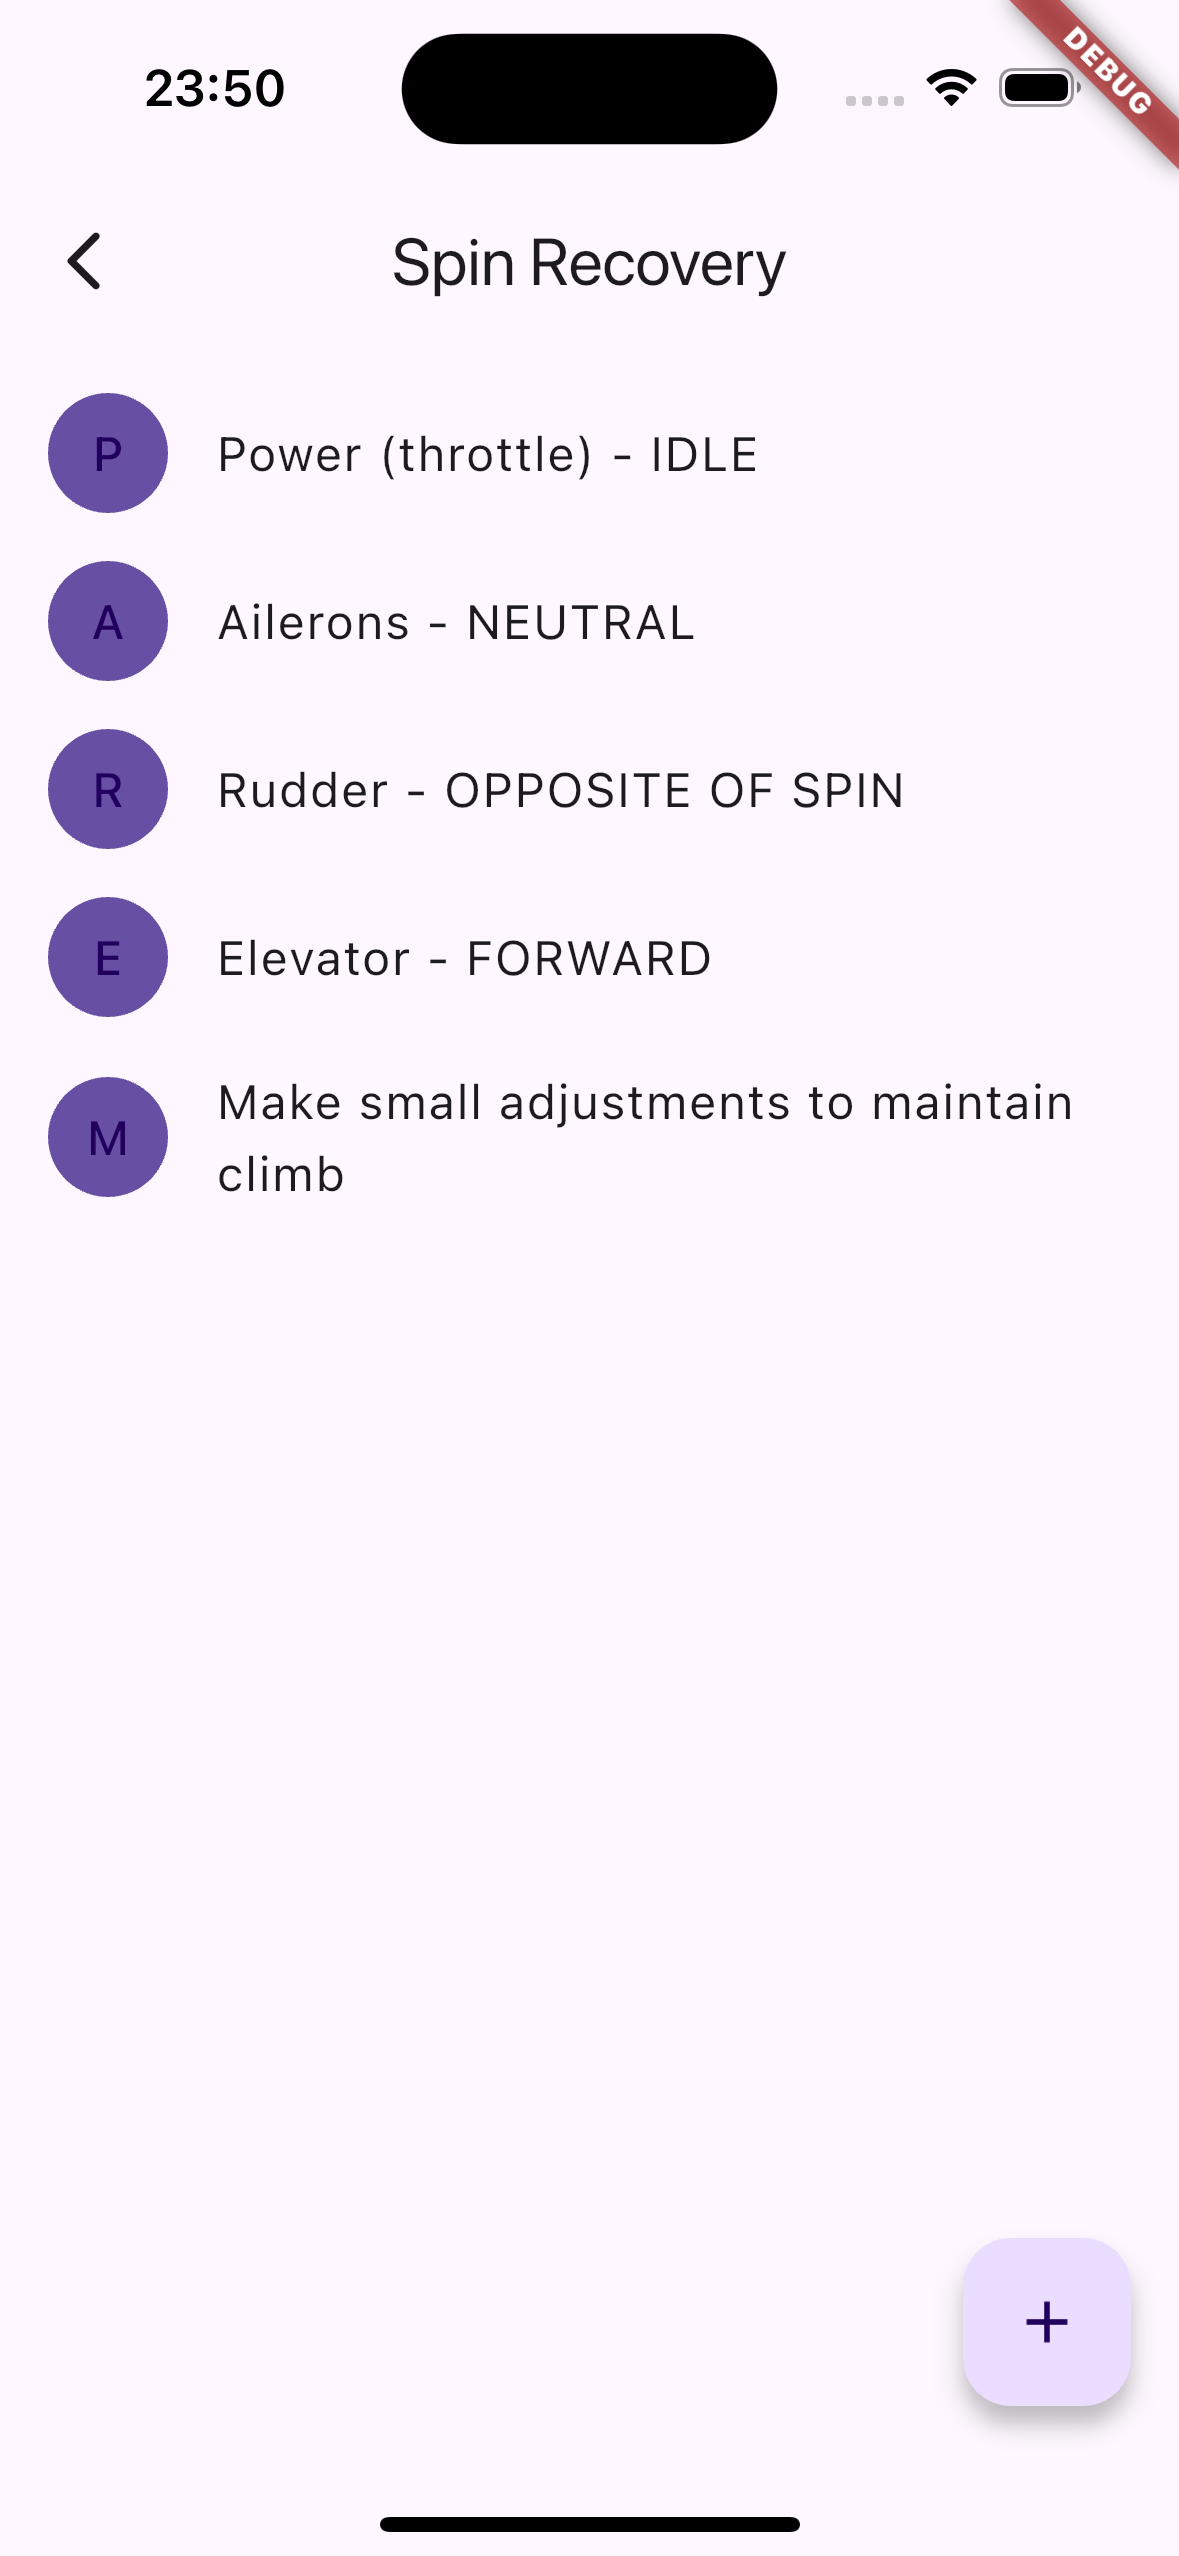 23:50
DEBUG
Spin Recovery
P
Power (throttle) - IDLE
A
Ailerons - NEUTRAL
R
Rudder - OPPOSITE OF SPIN
E
Elevator - FORWARD
M
Make small adjustments to maintain
climb
+